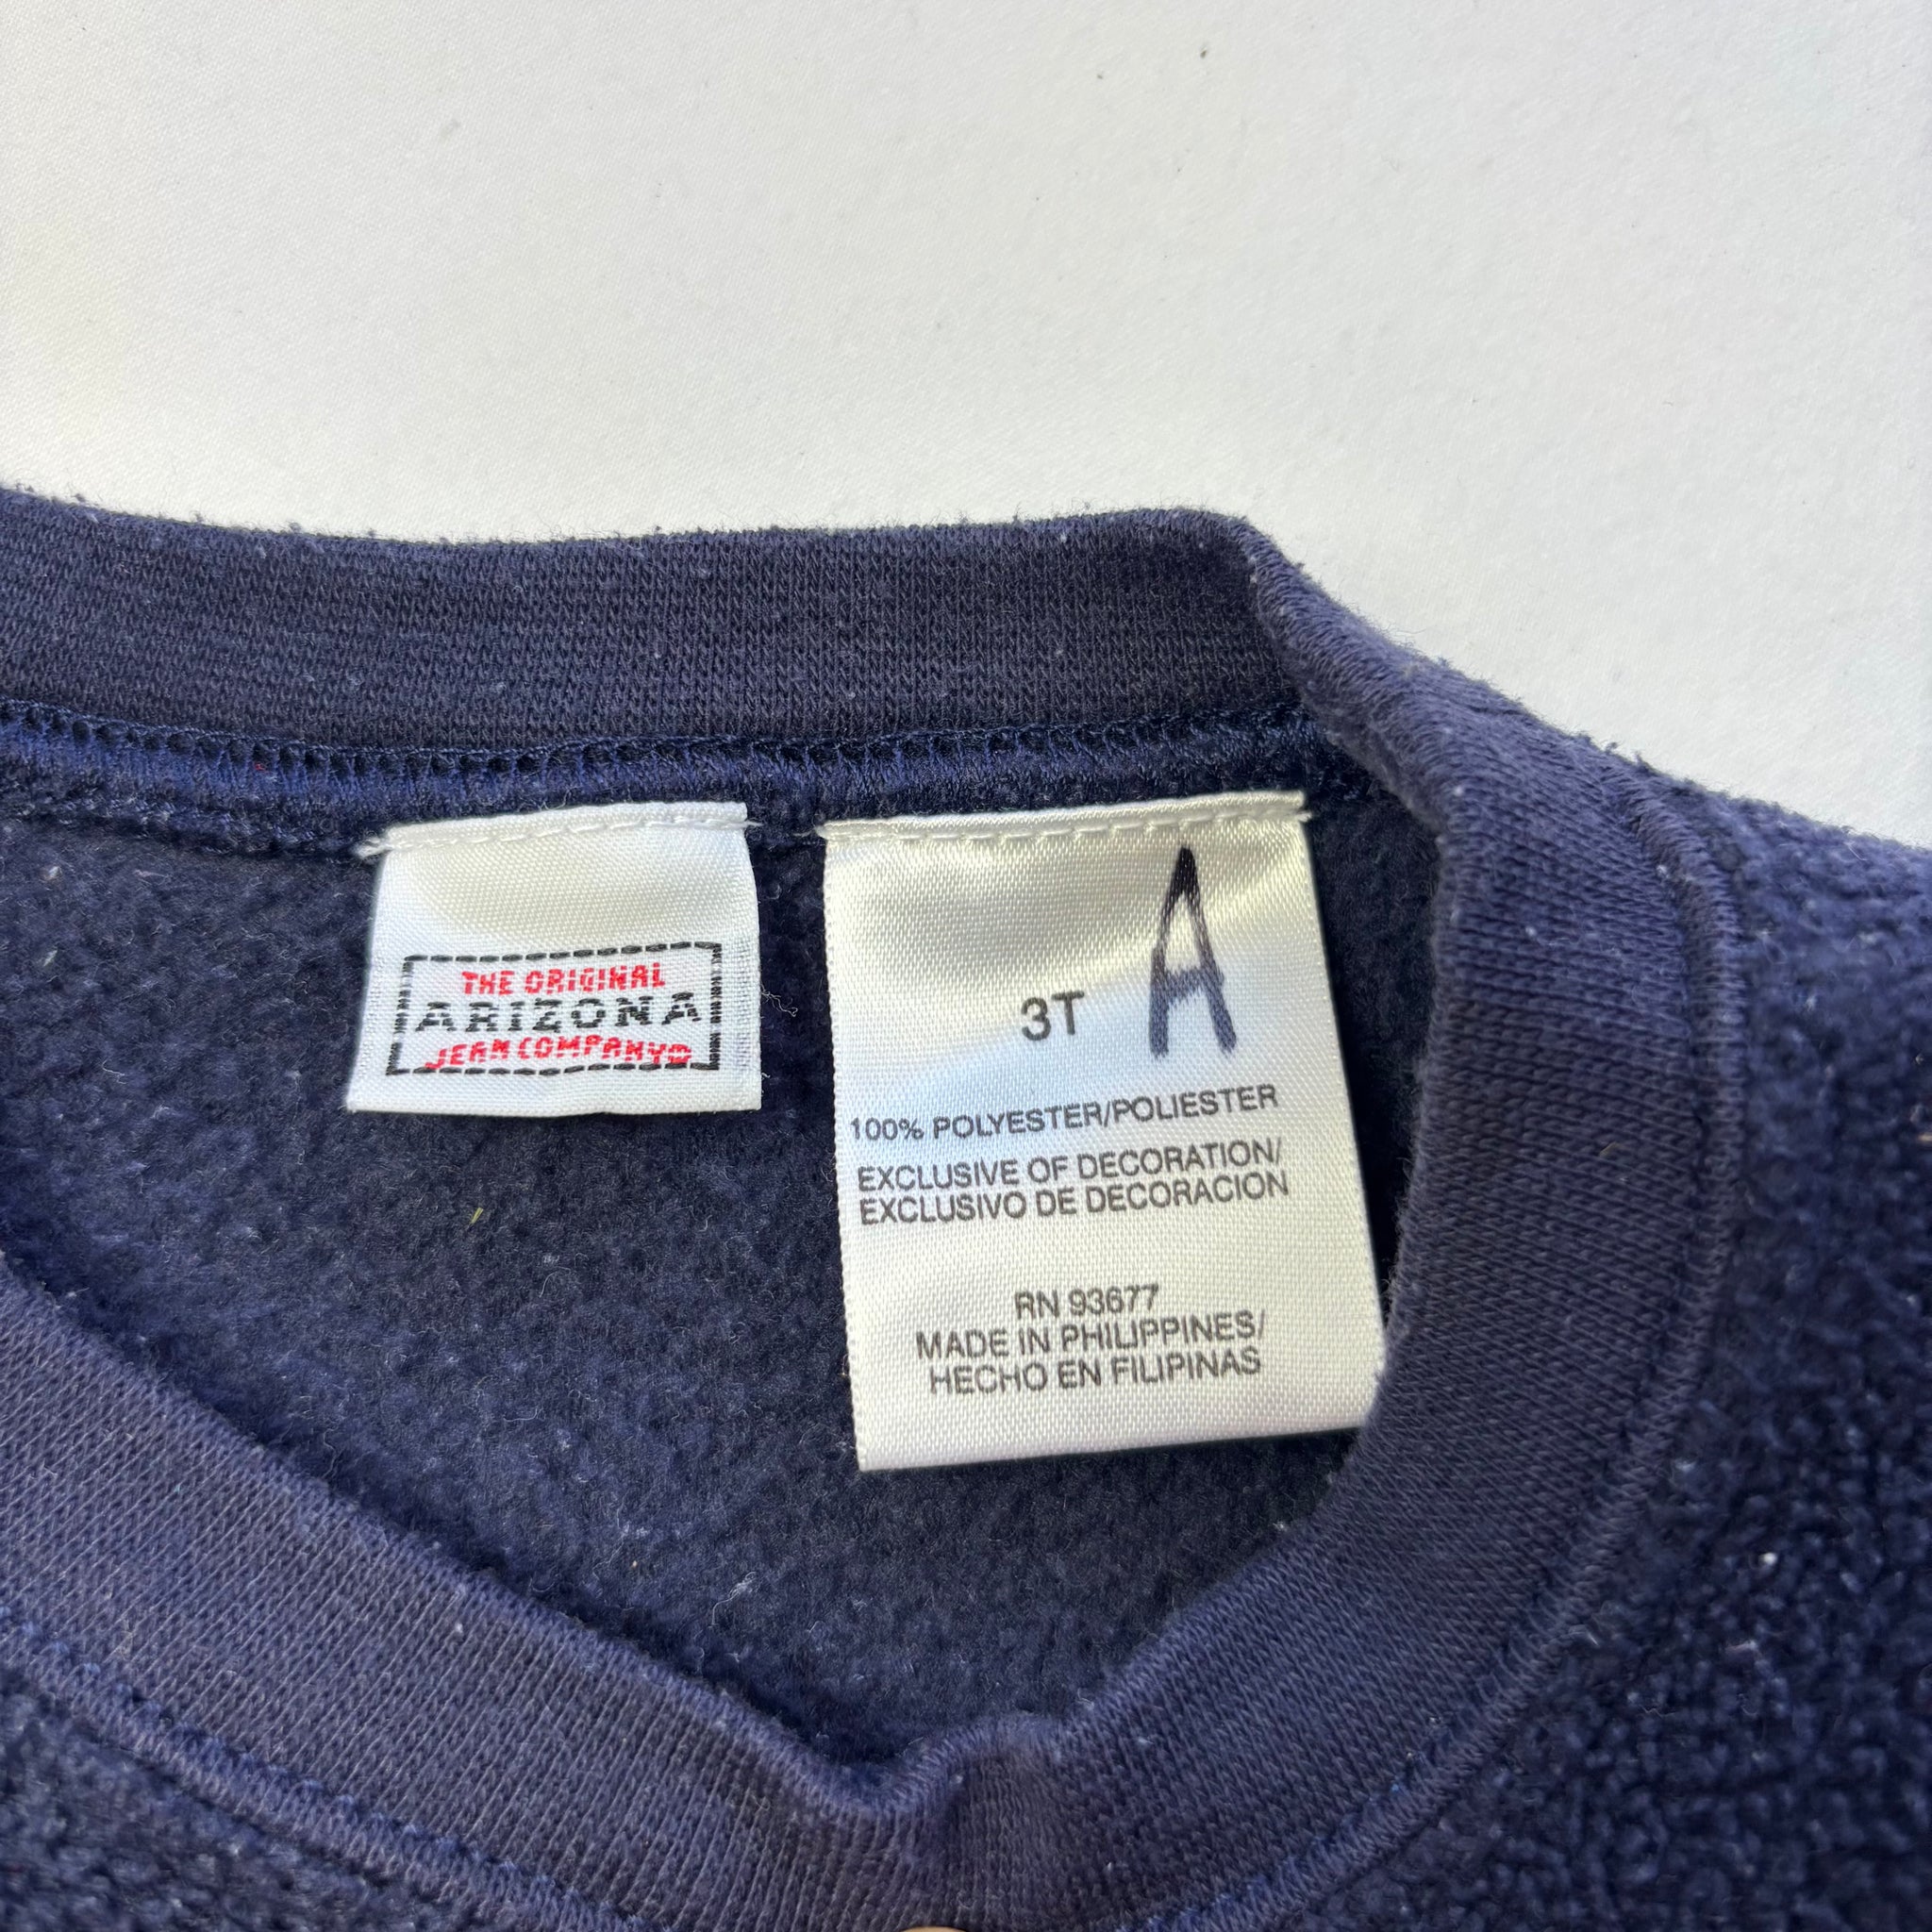 THE ORIGINAL
ARIZONA
JEAN COMPANY®
A
3T
100% POLYESTER/POLIESTER
EXCLUSIVE OF DECORATION/
EXCLUSIVO DE DECORACION
RN 93677
MADE IN PHILIPPINES/
HECHO EN FILIPINAS